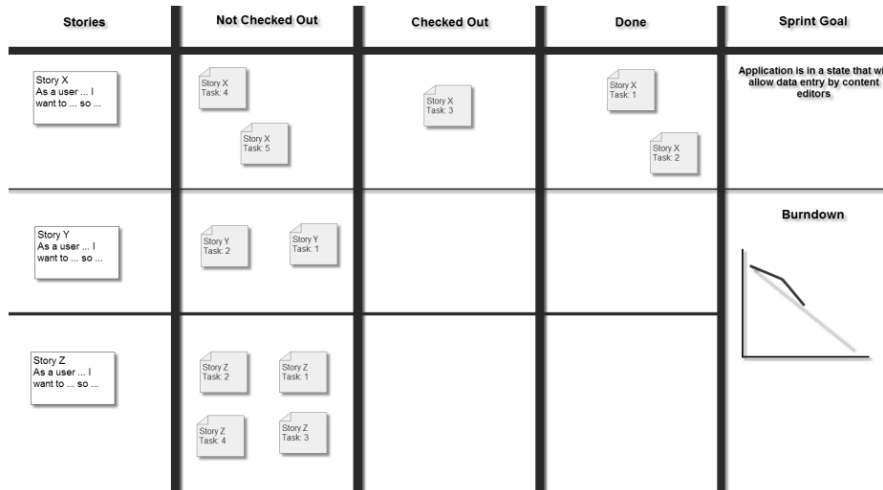 Stories
Not Checked Out
Checked Out
Done
Sprint Goal
Story X
As a user ... I
want to ... so ...
Story X
Task: 4
Story X
Task: 5
Story X
Task: 3
Story X
Task: 1
Story X
Task: 2
Application is in a state that wi
allow data entry by content
editors
Story Y
As a user ... I
want to ... so ...
Story Y
Task: 2
Story Y
Task: 1
Burndown
Story Z
As a user ... I
want to ... so ...
Story Z
Task: 2
Story Z
Task: 1
Story Z
Task: 4
Story Z
Task: 3